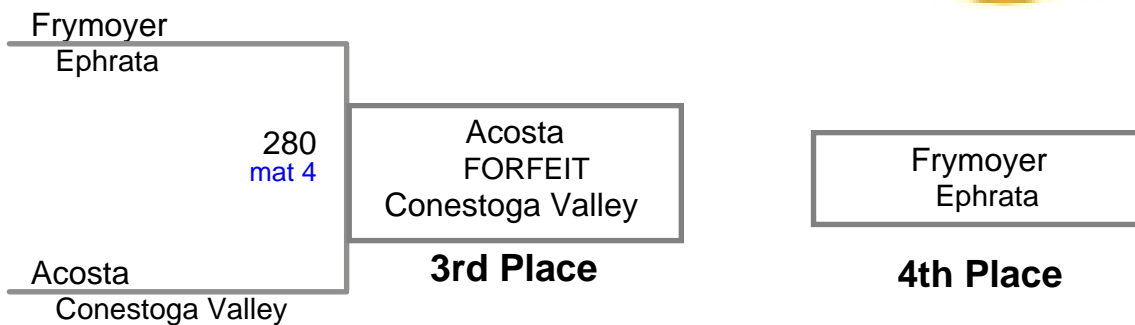 Frymoyer
Ephrata
280
mat 4
Acosta
FORFEIT
Conestoga Valley
3rd Place
Acosta
Conestoga Valley
Frymoyer
Ephrata
4th Place